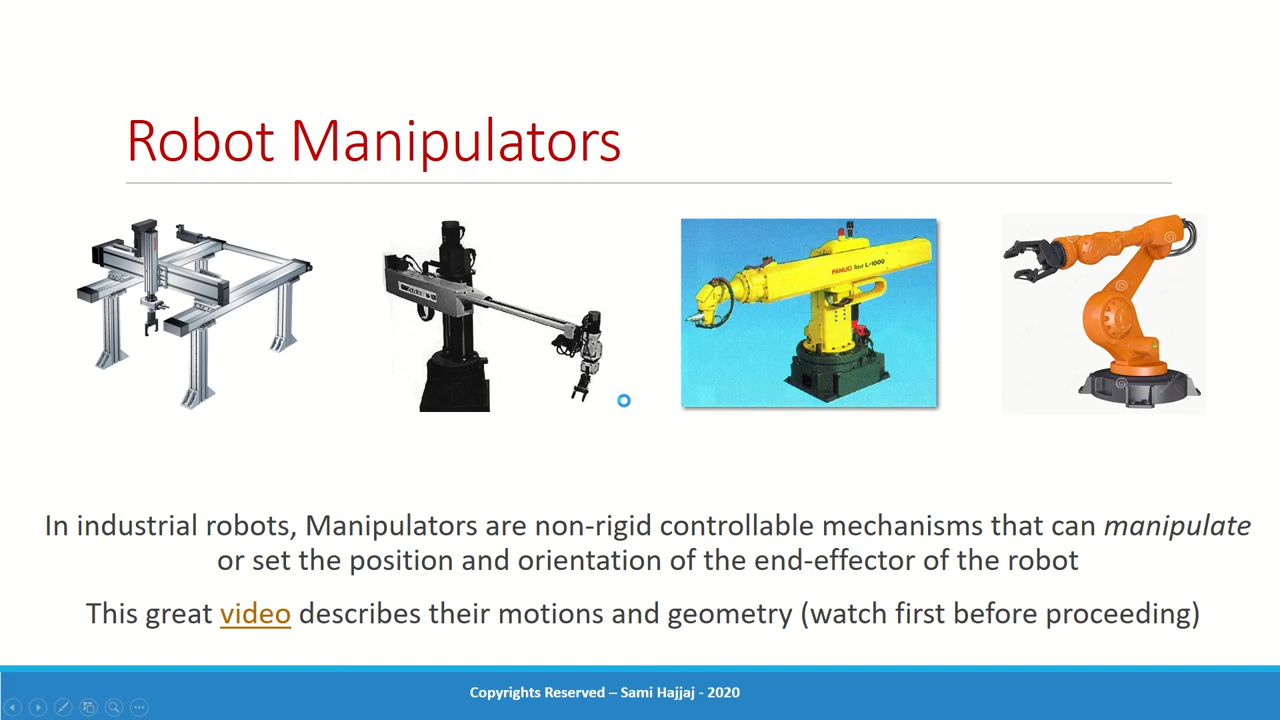 Robot Manipulators
FANUC Robot L-1000
In industrial robots, Manipulators are non-rigid controllable mechanisms that can manipulate
or set the position and orientation of the end-effector of the robot
This great video describes their motions and geometry (watch first before proceeding)
Copyrights Reserved – Sami Hajjaj - 2020